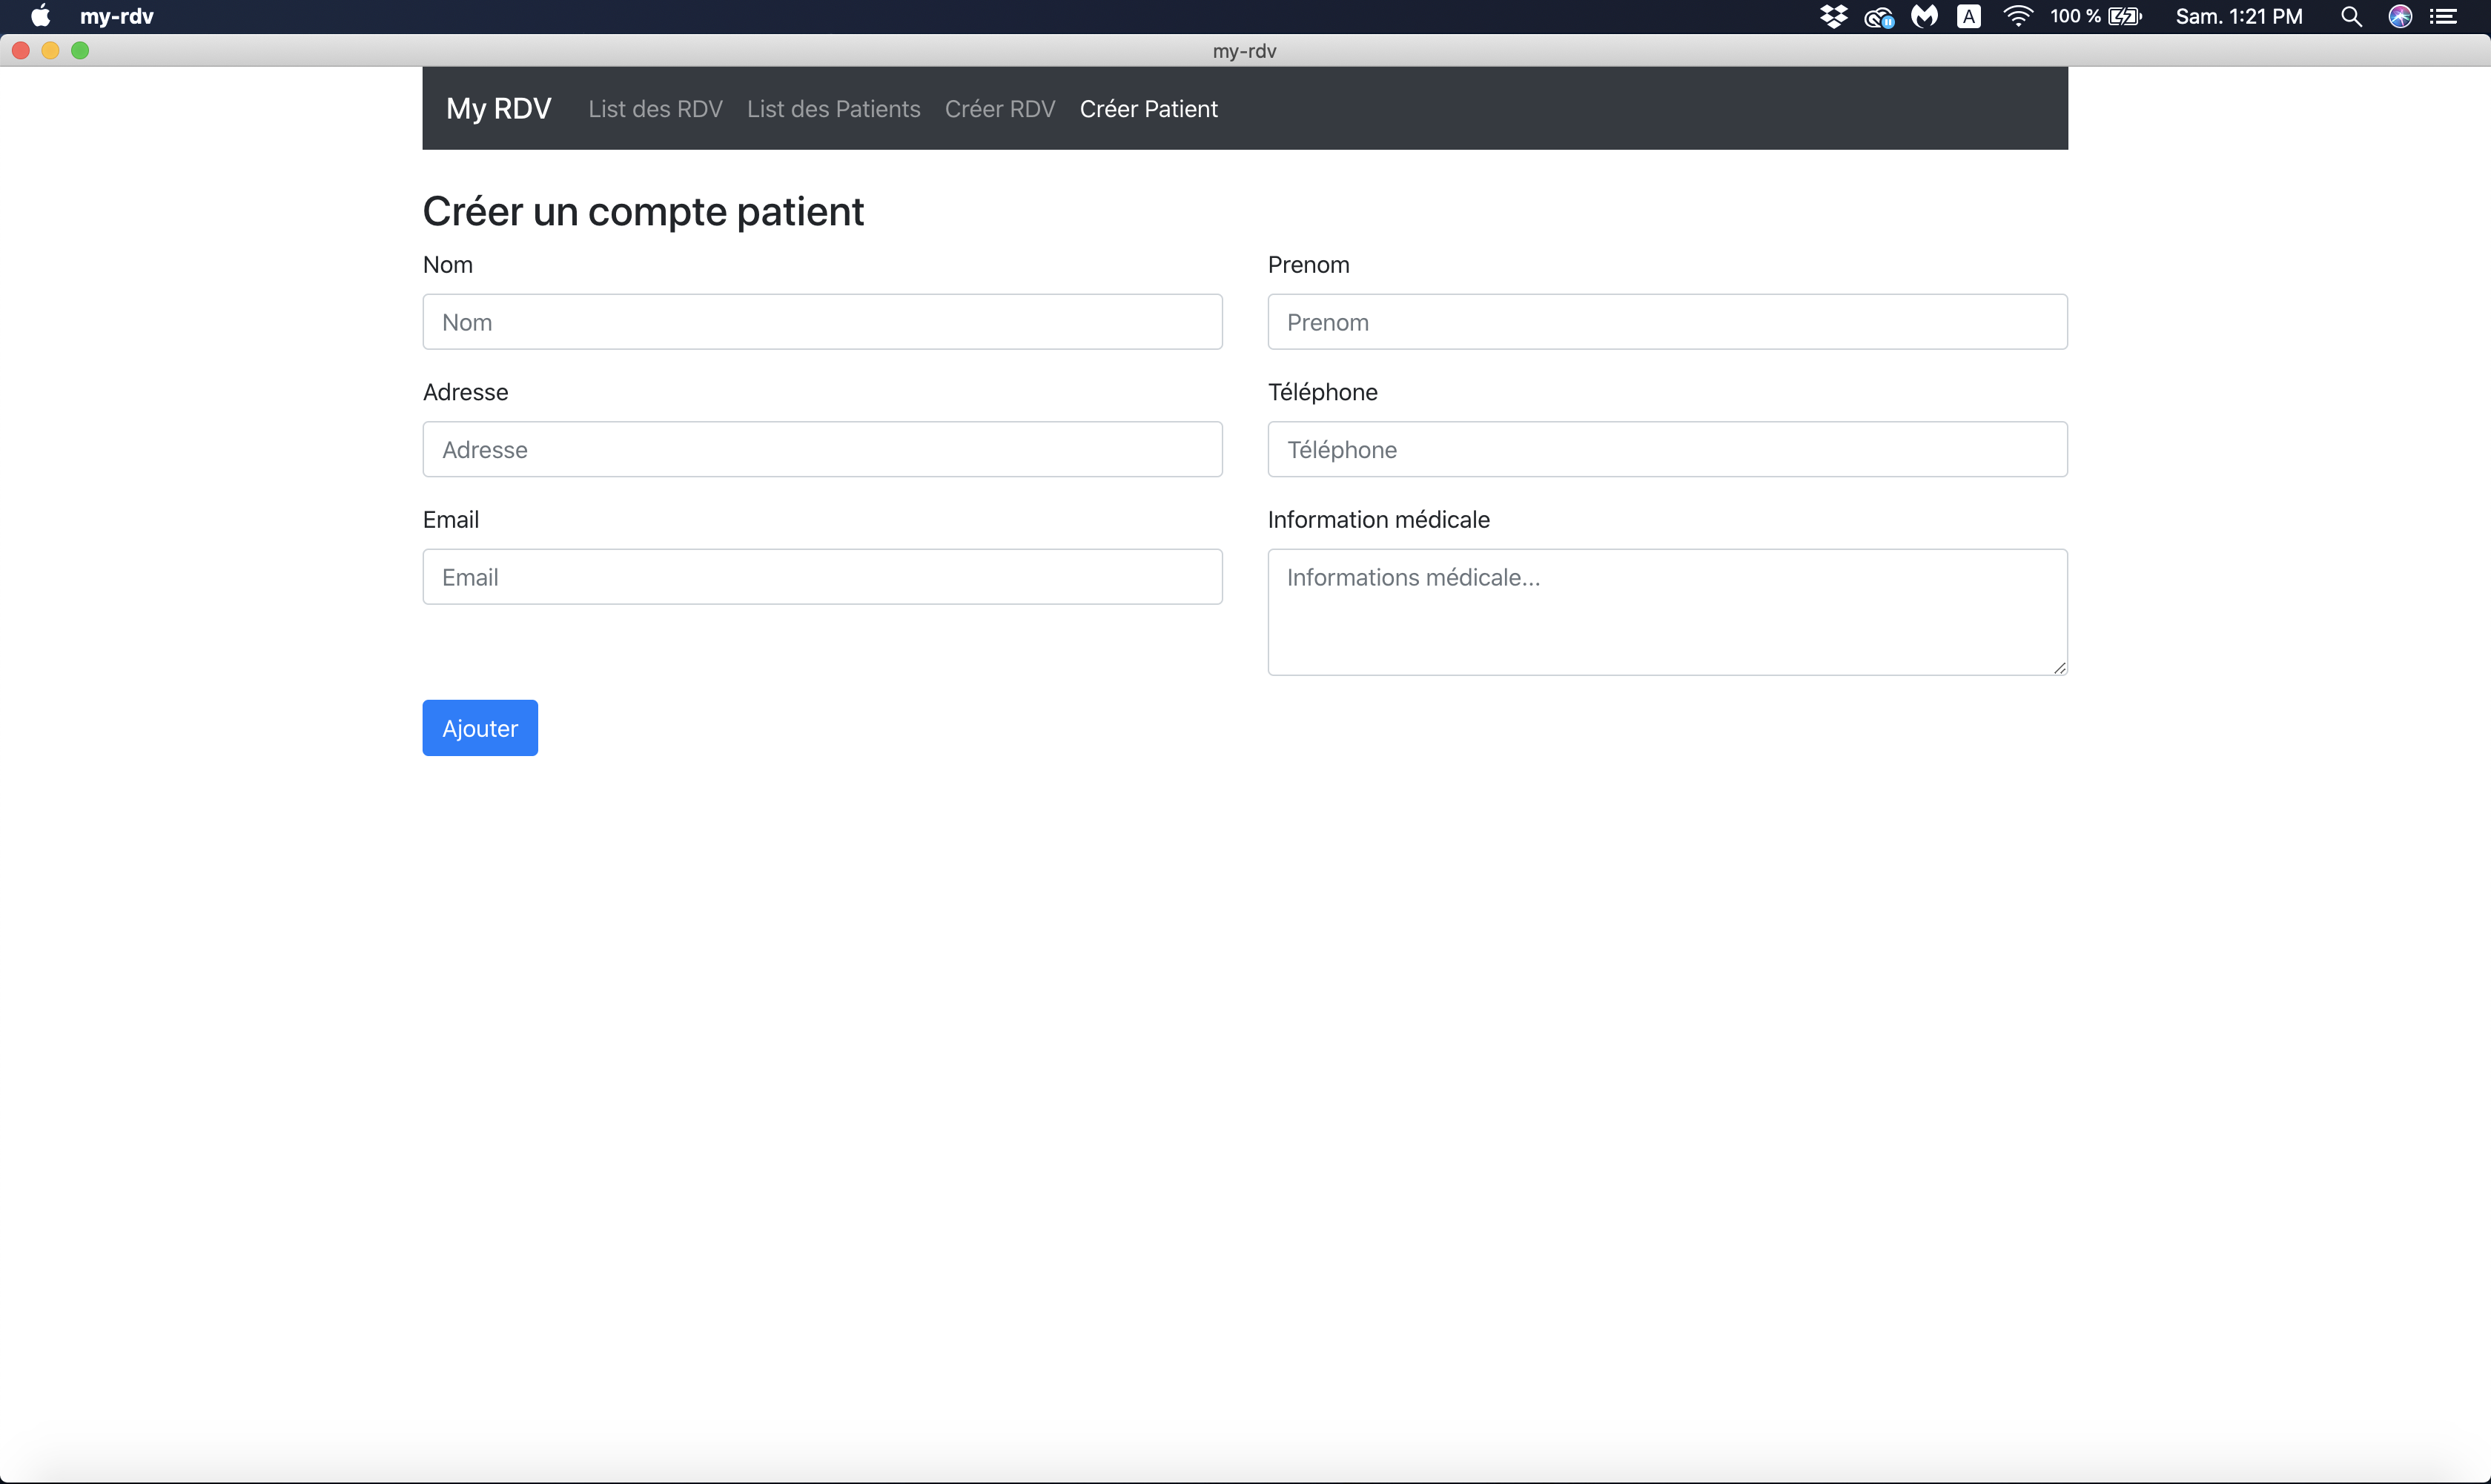 my-rdv
A
100 %
Sam. 1:21 PM
my-rdv
My RDV List des RDV List des Patients Créer RDV Créer Patient
Créer un compte patient
Nom Prenom
Nom Prenom
Adresse Téléphone
Adresse Téléphone
Email Information médicale
Email Informations médicale...
Ajouter